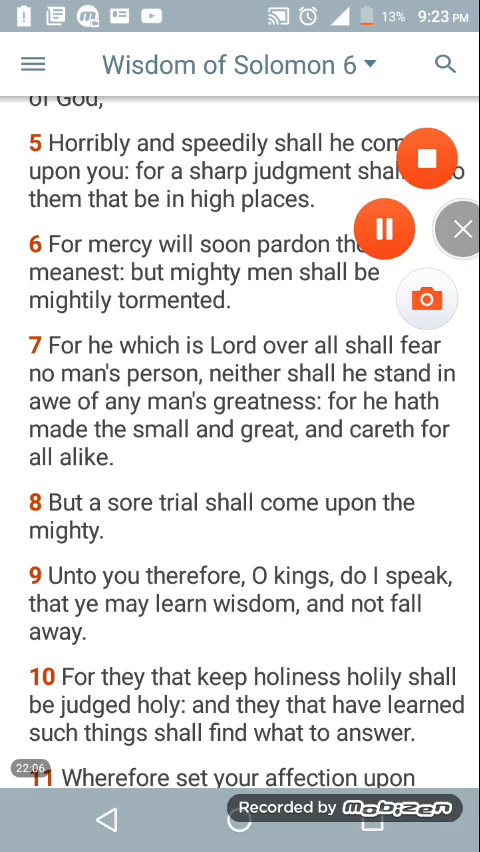 13% 9:23 PM
Wisdom of Solomon 6
of God,
5 Horribly and speedily shall he com
upon you: for a sharp judgment shal
them that be in high places.
6 For mercy will soon pardon the
meanest: but mighty men shall be
mightily tormented.
7 For he which is Lord over all shall fear
no man's person, neither shall he stand in
awe of any man's greatness: for he hath
made the small and great, and careth for
all alike.
8 But a sore trial shall come upon the
mighty.
9 Unto you therefore, O kings, do I speak,
that ye may learn wisdom, and not fall
away.
10 For they that keep holiness holily shall
be judged holy: and they that have learned
such things shall find what to answer.
22:06
11 Wherefore set your affection upon
Recorded by mobizen